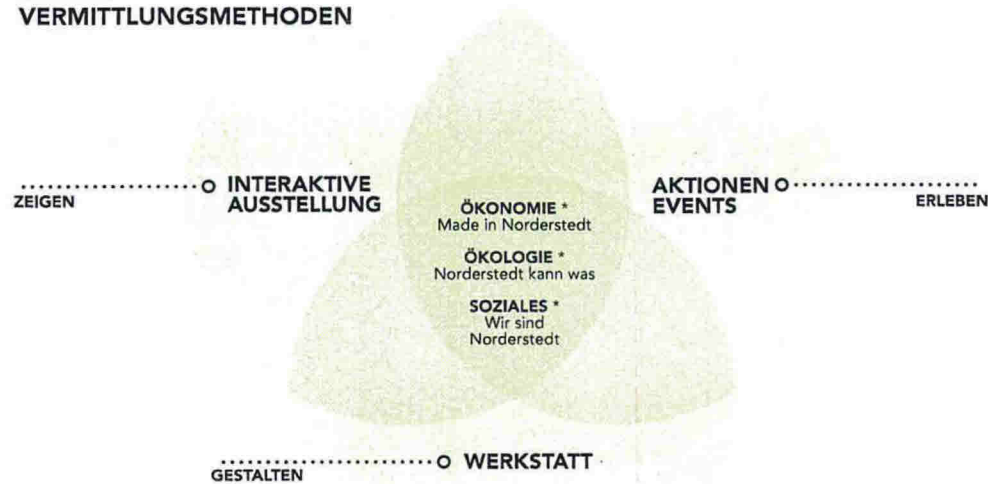 VERMITTLUNGSMETHODEN
INTERAKTIVE
AUSSTELLUNG
ZEIGEN
AKTIONEN
EVENTS
ERLEBEN
ÖKONOMIE *
Made in Norderstedt
ÖKOLOGIE *
Norderstedt kann was
SOZIALES *
Wir sind
Norderstedt
WERKSTATT
GESTALTEN